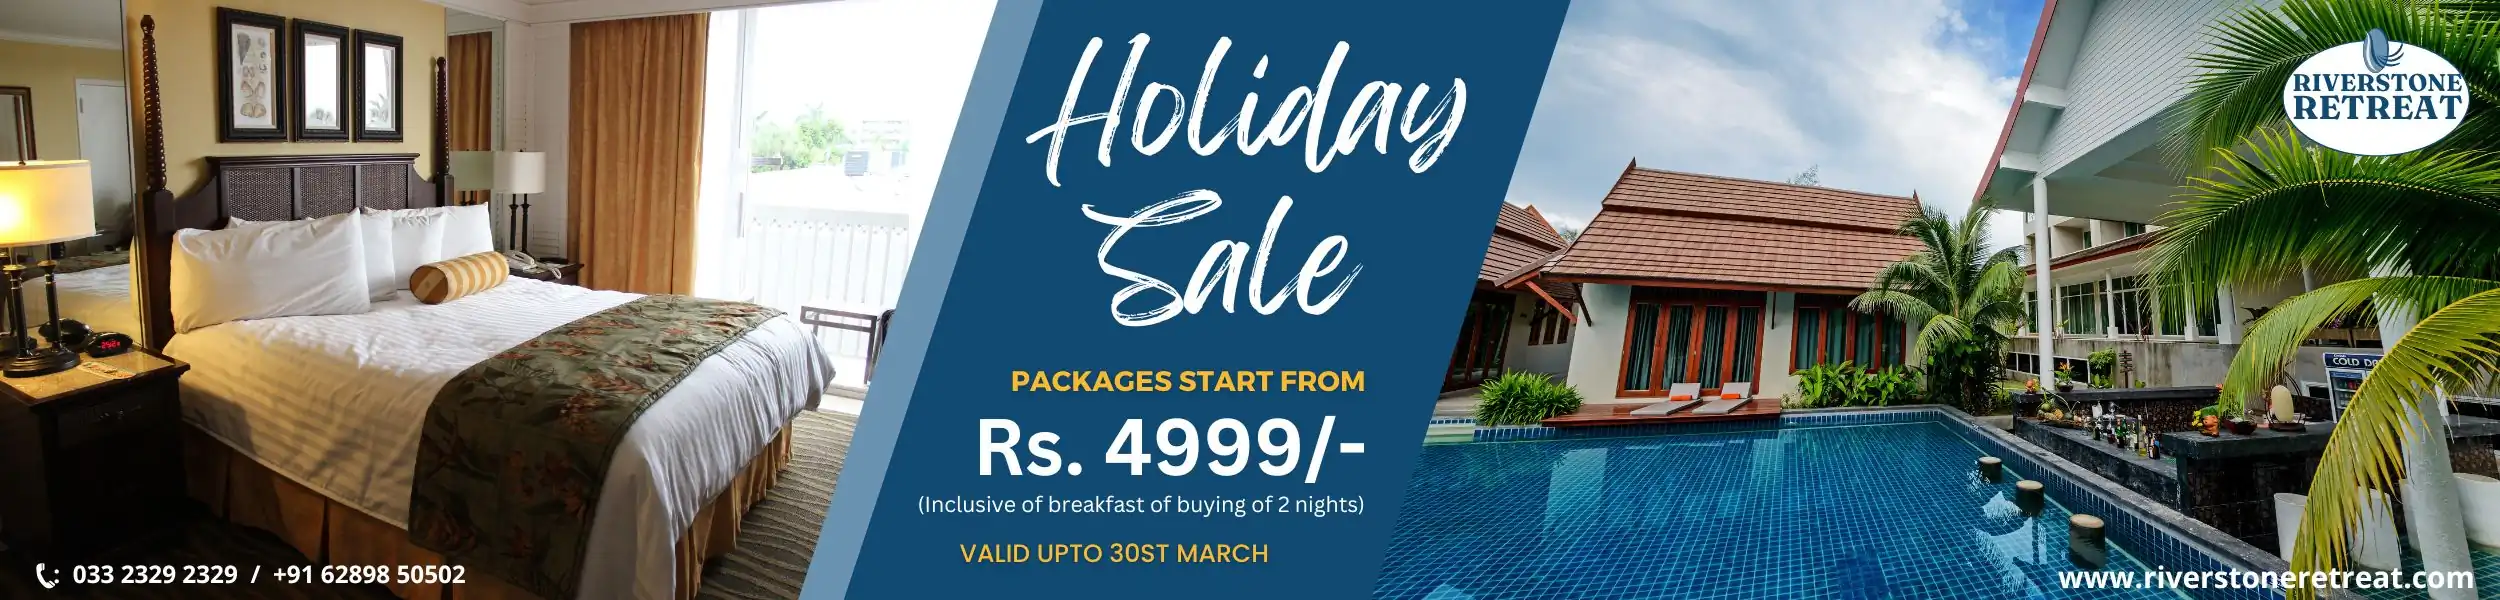 Holiday
Sale
PACKAGES START FROM
Rs. 4999/-
(Inclusive of breakfast of buying of 2 nights)
VALID UPTO 30ST MARCH
: 033 2329 2329 / +91 62898 50502
RIVERSTONE
RETREAT
www.riverstoneretreat.com